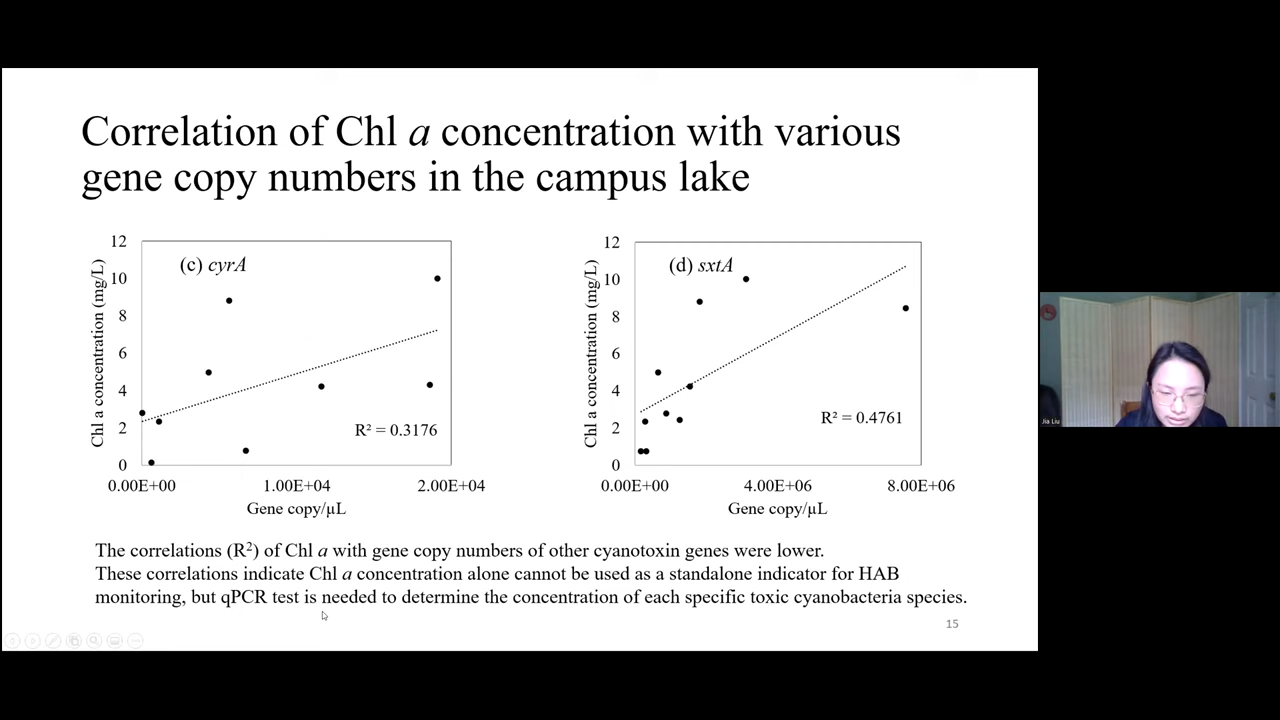 Correlation of Chl a concentration with various
gene copy numbers in the campus lake
Chl a concentration (mg/L)
12
10
8
6
4
2
0
(c) cyrA
R² = 0.3176
0.00E+00 1.00E+04 2.00E+04
Gene copy/µL
Chl a concentration (mg/L)
12
10
8
6
4
2
0
(d) sxtA
R² = 0.4761
0.00E+00 4.00E+06 8.00E+06
Gene copy/µL
The correlations (R²) of Chl a with gene copy numbers of other cyanotoxin genes were lower.
These correlations indicate Chl a concentration alone cannot be used as a standalone indicator for HAB
monitoring, but qPCR test is needed to determine the concentration of each specific toxic cyanobacteria species.
15
Jia Liu